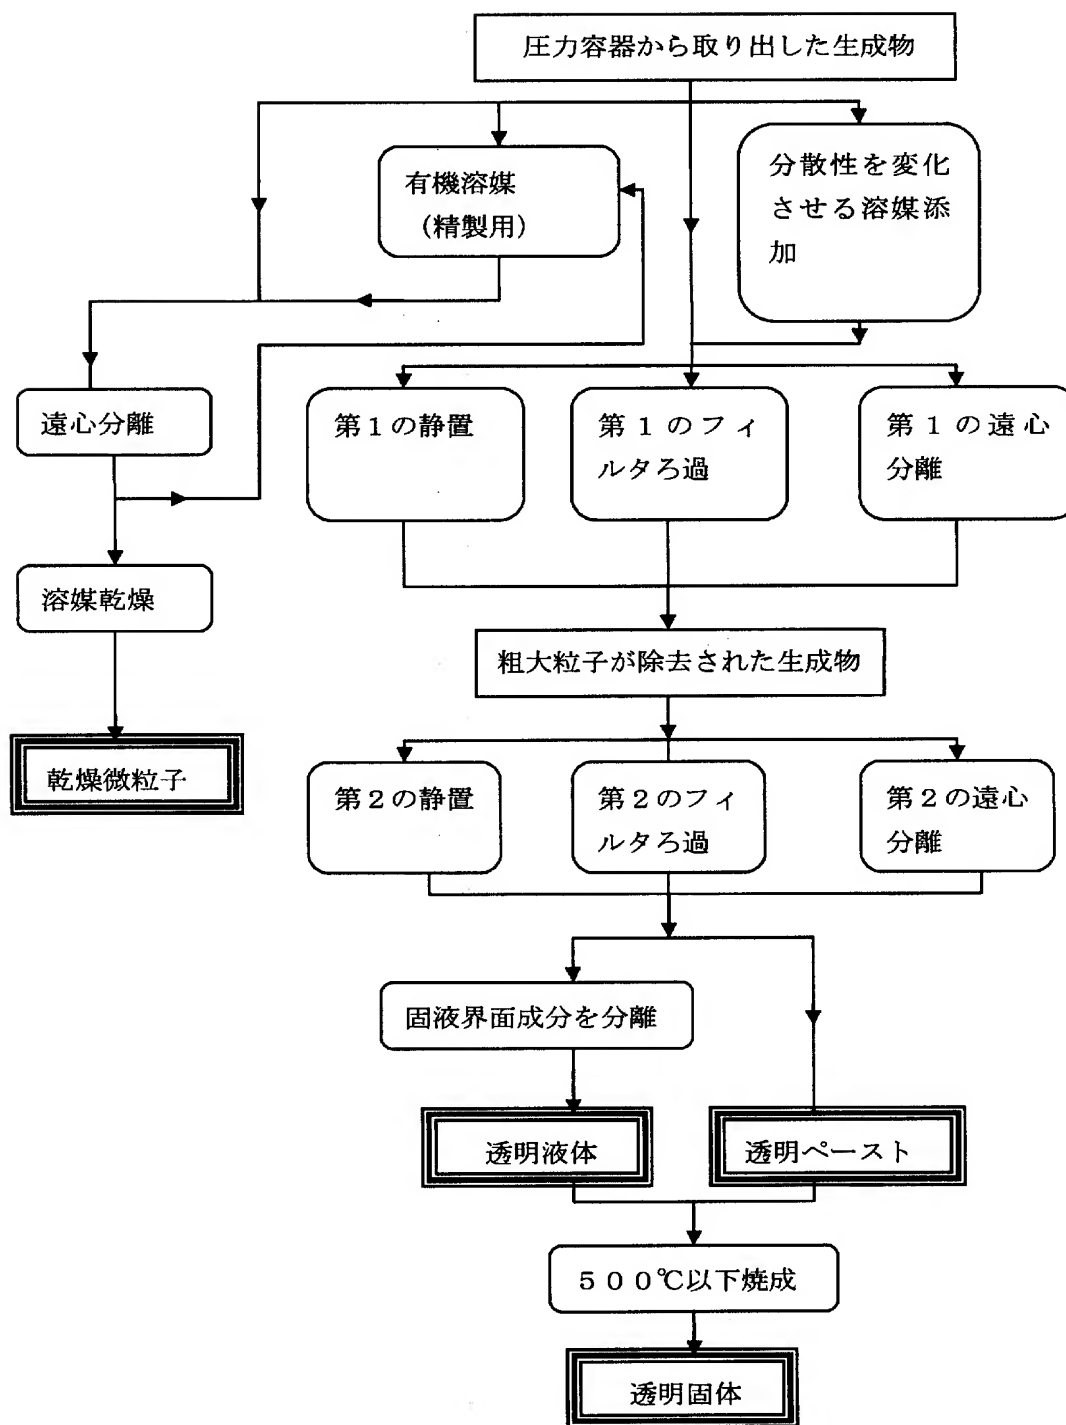 圧力容器から取り出した生成物
有機溶媒
（精製用）
分散性を変化
させる溶媒添
加
遠心分離
第１の静置
第１のフィ
ルタろ過
第１の遠心
分離
溶媒乾燥
粗大粒子が除去された生成物
乾燥微粒子
第２の静置
第２のフィ
ルタろ過
第２の遠心
分離
固液界面成分を分離
透明液体
透明ペースト
５００℃以下焼成
透明固体